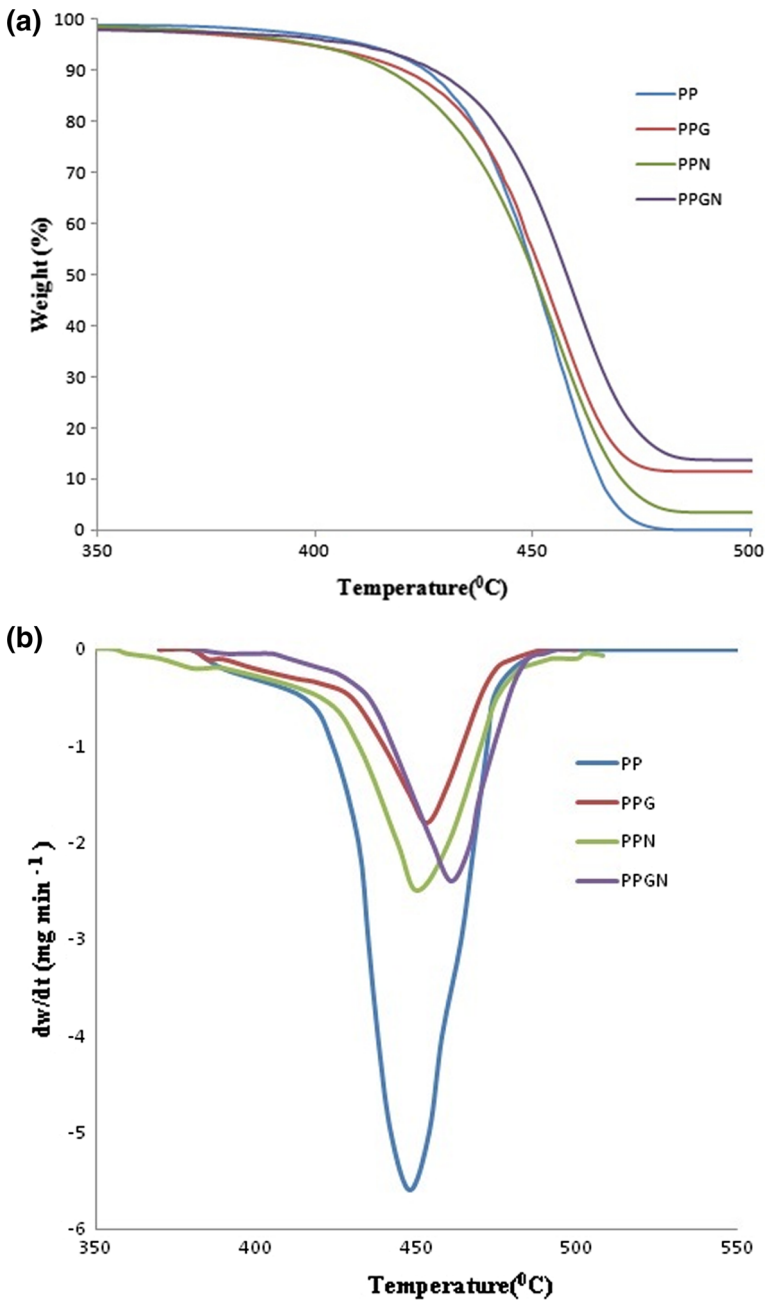 (a)
100
90
80
70
60
50
40
30
20
10
0
Weight (%)
350
400
450
500
Temperature(⁰C)
PP
PPG
PPN
PPGN
(b)
0
-1
-2
-3
-4
-5
-6
dw/dt (mg min ⁻¹)
350
400
450
500
550
Temperature(⁰C)
PP
PPG
PPN
PPGN